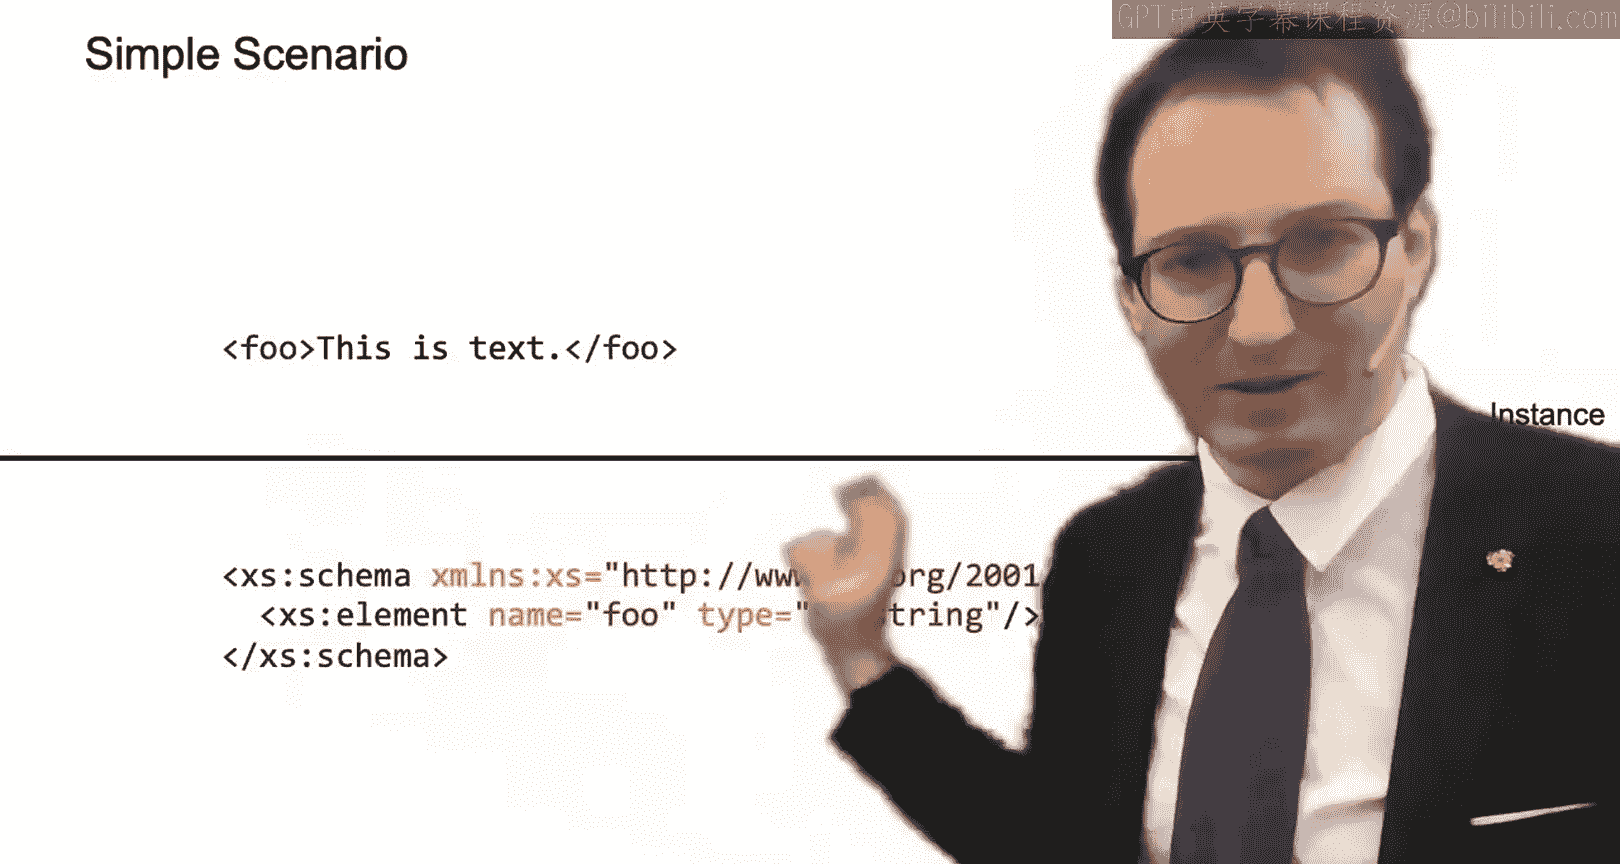 GPT中英字幕课程资源@bilibili.com
Simple Scenario
<foo>This is text.</foo>
Instance
<xs:schema xmlns:xs="http://www org/2001
<xs:element name="foo" type=" tring"/>
</xs:schema>